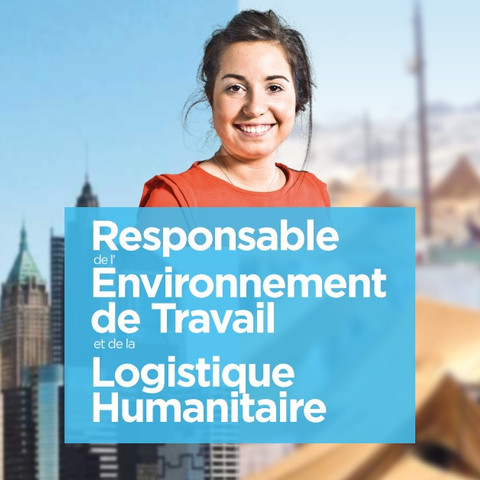 Responsable
de l'
Environnement
de Travail
et de la
Logistique
Humanitaire